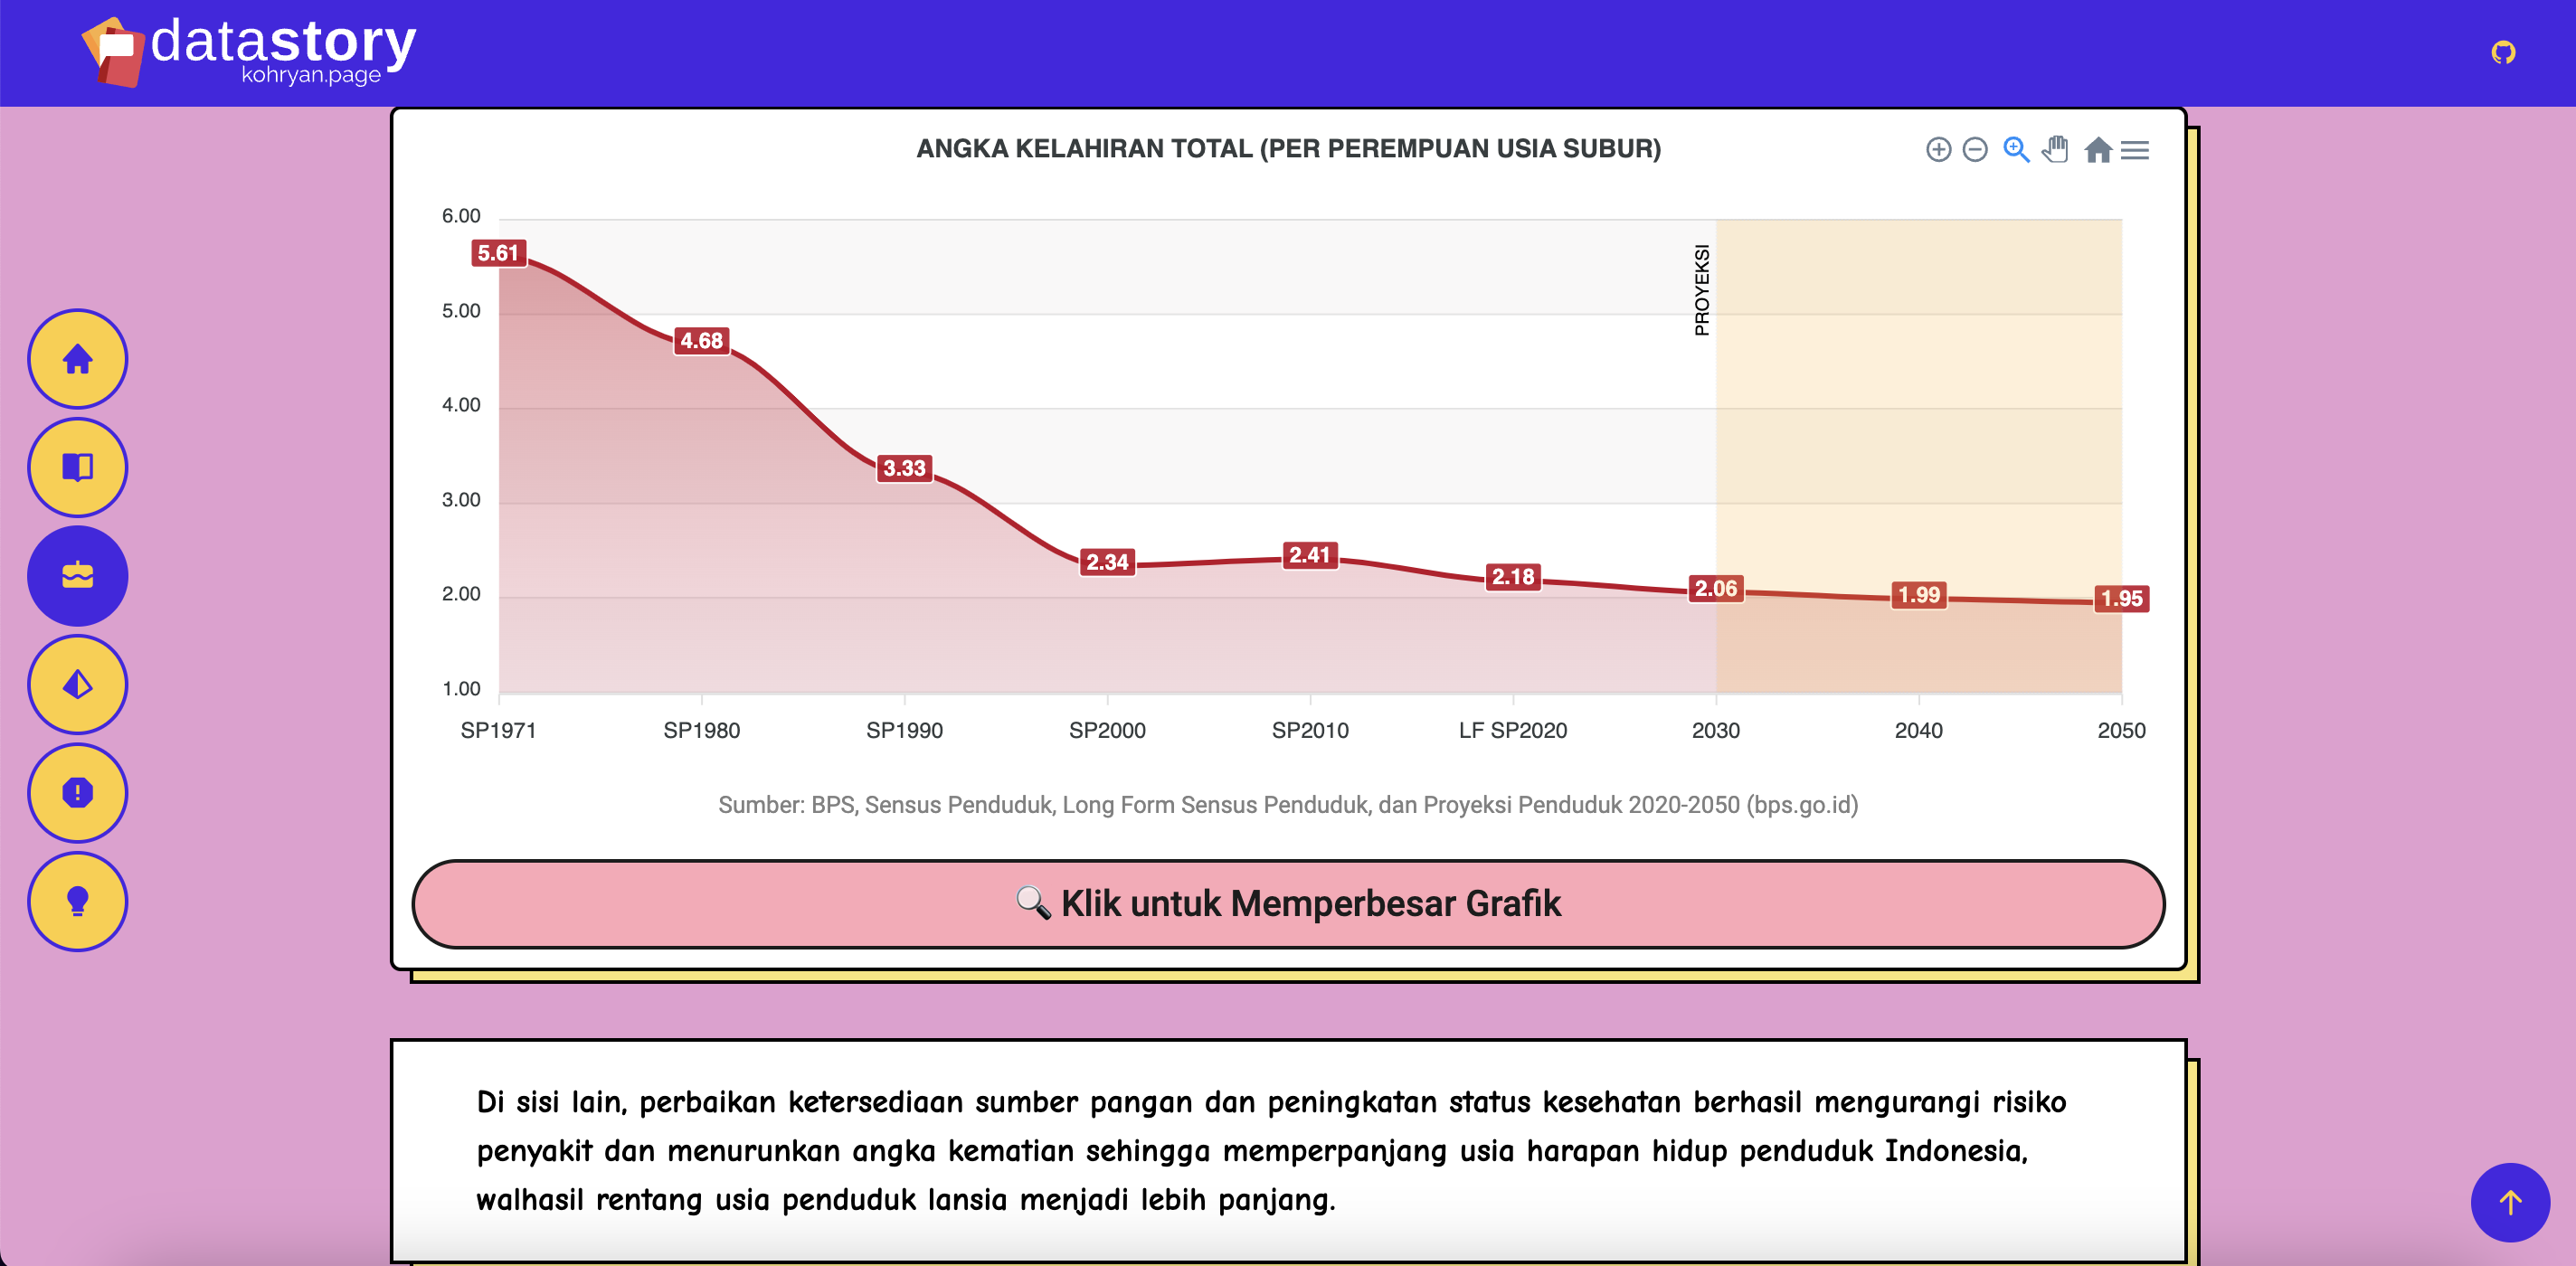 datastory
kohryan.page
ANGKA KELAHIRAN TOTAL (PER PEREMPUAN USIA SUBUR)
6.00
5.00
4.00
3.00
2.00
1.00
5.61
4.68
3.33
2.34
2.41
2.18
2.06
1.99
1.95
PROYEKSI
SP1971
SP1980
SP1990
SP2000
SP2010
LF SP2020
2030
2040
2050
Sumber: BPS, Sensus Penduduk, Long Form Sensus Penduduk, dan Proyeksi Penduduk 2020-2050 (bps.go.id)
🔍 Klik untuk Memperbesar Grafik
Di sisi lain, perbaikan ketersediaan sumber pangan dan peningkatan status kesehatan berhasil mengurangi risiko
penyakit dan menurunkan angka kematian sehingga memperpanjang usia harapan hidup penduduk Indonesia,
walhasil rentang usia penduduk lansia menjadi lebih panjang.